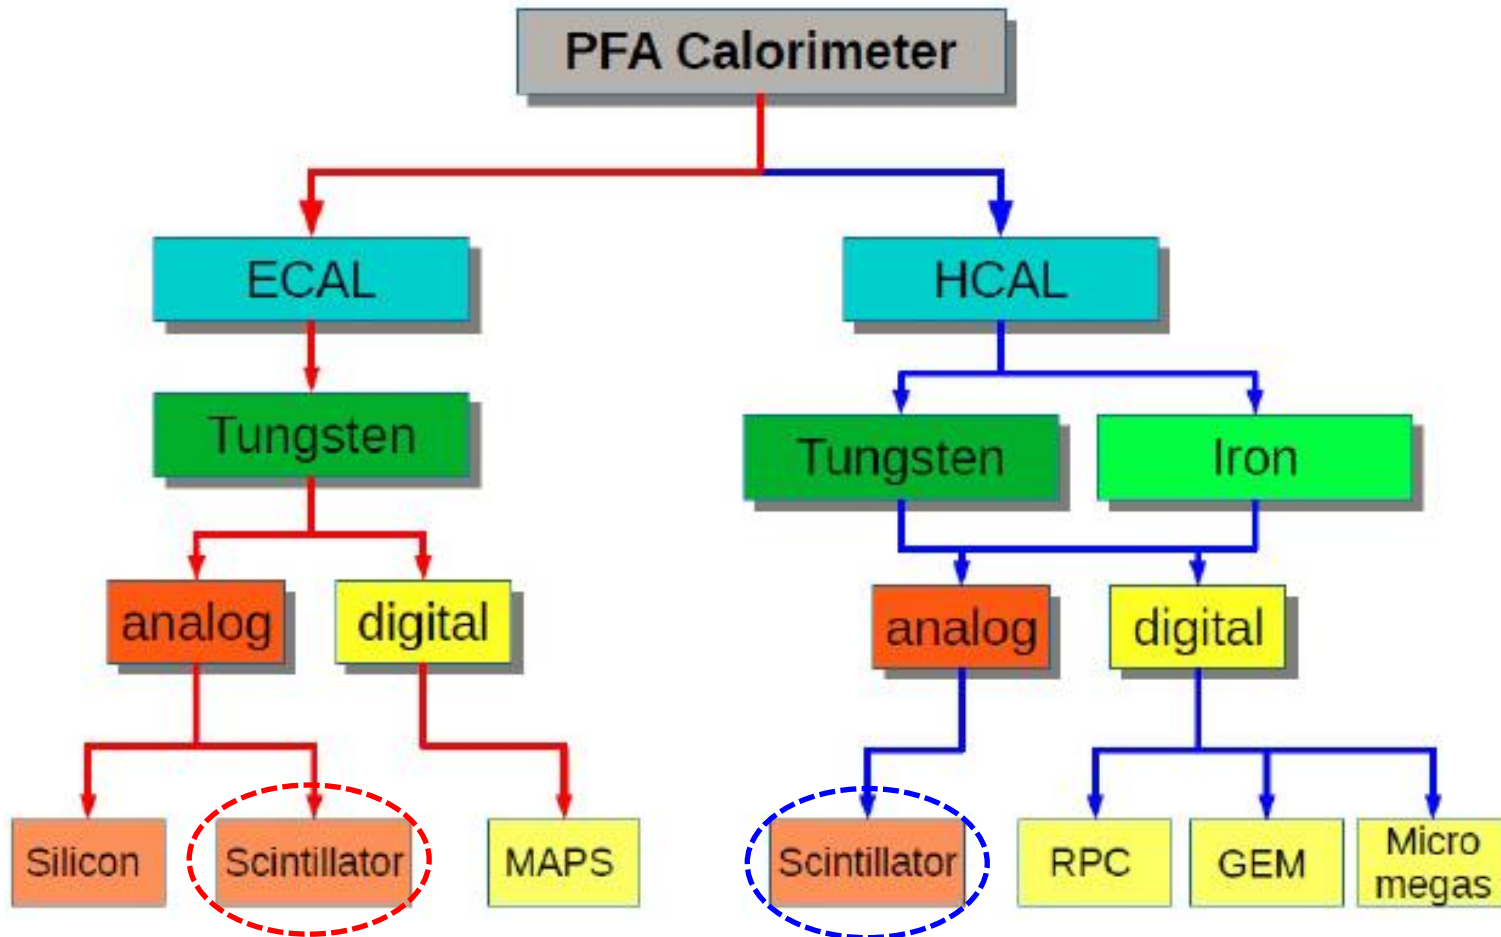 PFA Calorimeter
ECAL
HCAL
Tungsten
Tungsten
Iron
analog
digital
analog
digital
Silicon
Scintillator
MAPS
Scintillator
RPC
GEM
Micro
megas